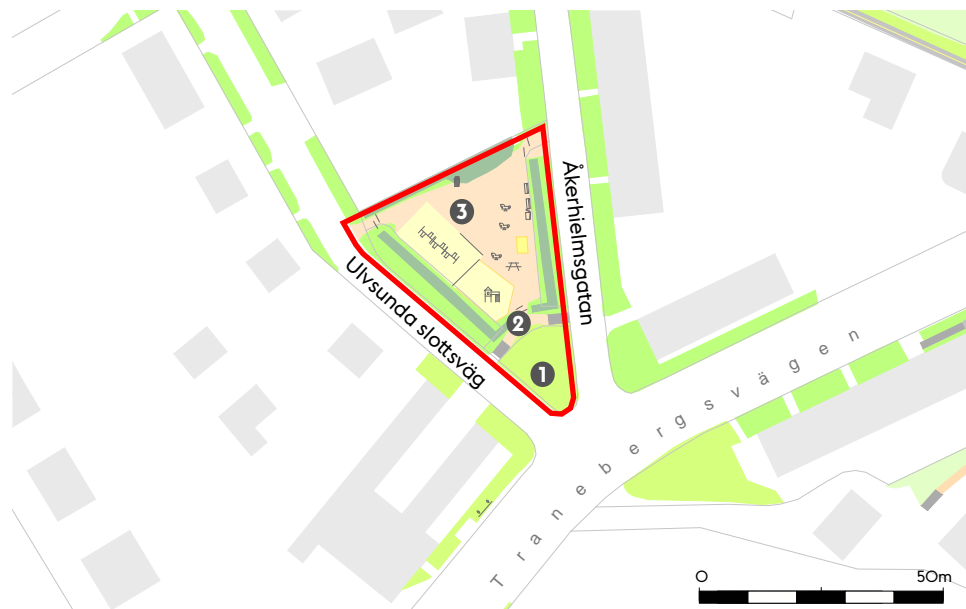 Åkerhielmsgatan
3
Ulvsunda slottsväg
2
1
Tranebergsvägen
0 50m